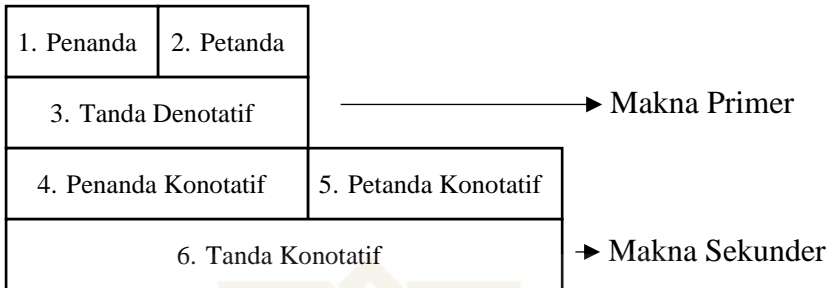 1. Penanda 2. Petanda
3. Tanda Denotatif Makna Primer
4. Penanda Konotatif 5. Petanda Konotatif
6. Tanda Konotatif Makna Sekunder